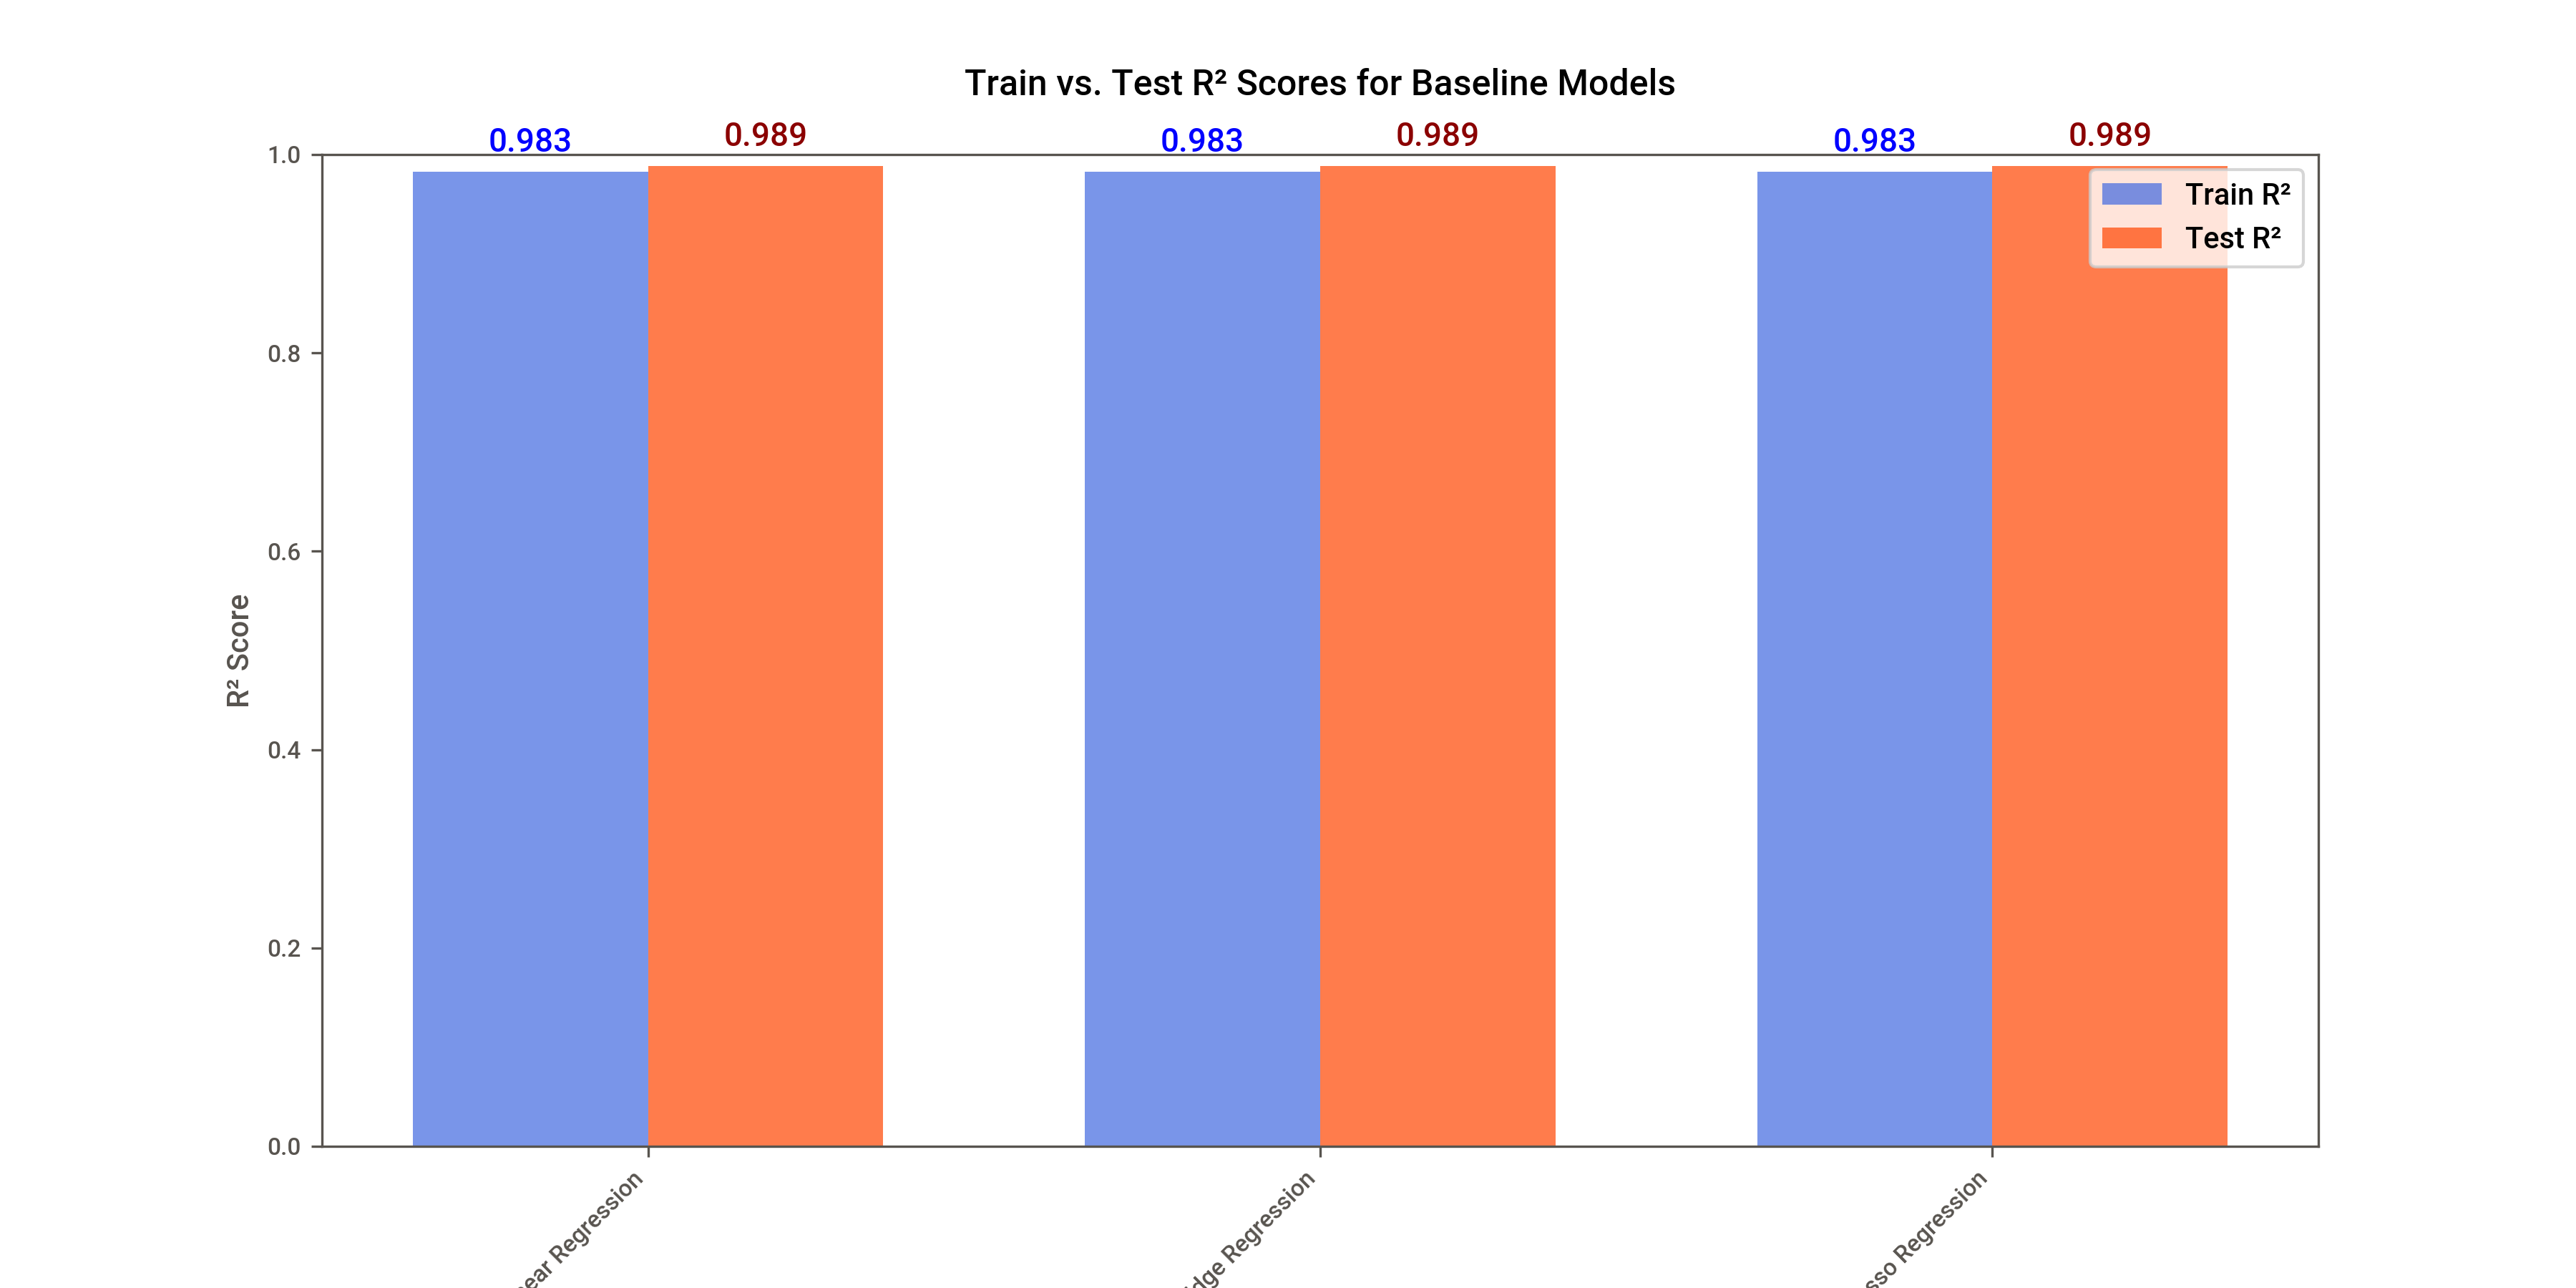 Train vs. Test R² Scores for Baseline Models
0.983 0.989 0.983 0.989 0.983 0.989
Train R²
Test R²
1.0
0.8
0.6
0.4
0.2
0.0
R² Score
Regression
Regression
Regression